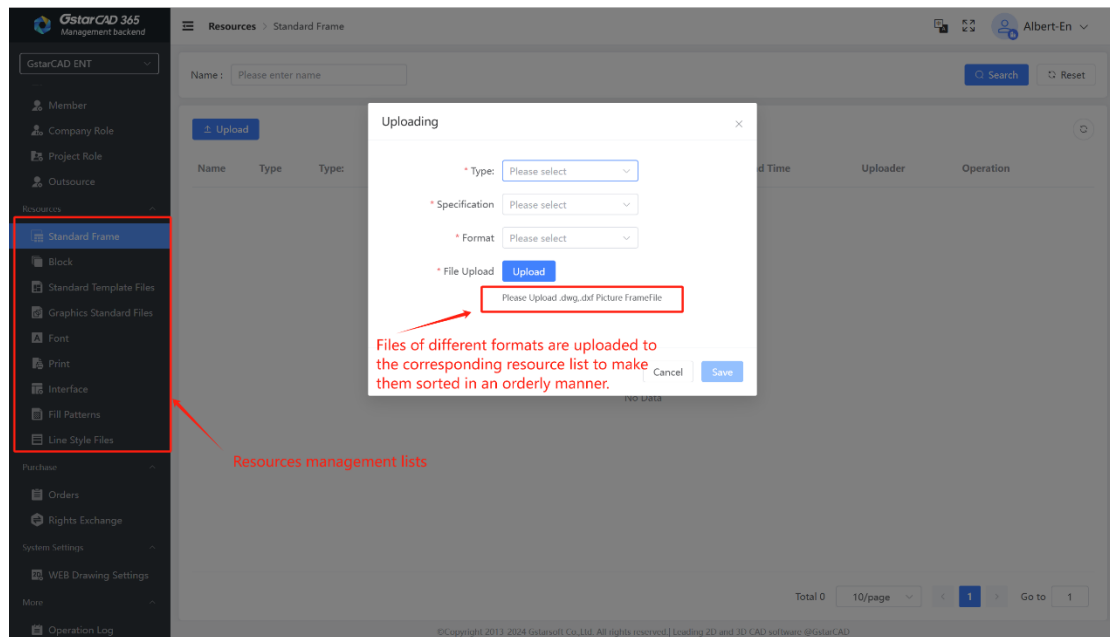 GstarCAD 365
Management backend
Resources > Standard Frame
Albert-En
GstarCAD ENT
Name :
Please enter name
Search
Reset
Member
Company Role
Project Role
Outsource
Resources
Standard Frame
Block
Standard Template Files
Graphics Standard Files
Font
Print
Interface
Fill Patterns
Line Style Files
Purchase
Orders
Rights Exchange
System Settings
WEB Drawing Settings
More
Operation Log
Upload
Name Type Type: d Time Uploader Operation
Uploading
* Type: Please select
* Specification Please select
* Format Please select
* File Upload Upload
Please Upload .dwg,.dxf Picture FrameFile
Files of different formats are uploaded to
the corresponding resource list to make
them sorted in an orderly manner.
Cancel Save
No Data
Resources management lists
Total 0 10/page 1 Go to 1
©Copyright 2013-2024 Gstarsoft Co.,Ltd. All rights reserved.| Leading 2D and 3D CAD software @GstarCAD